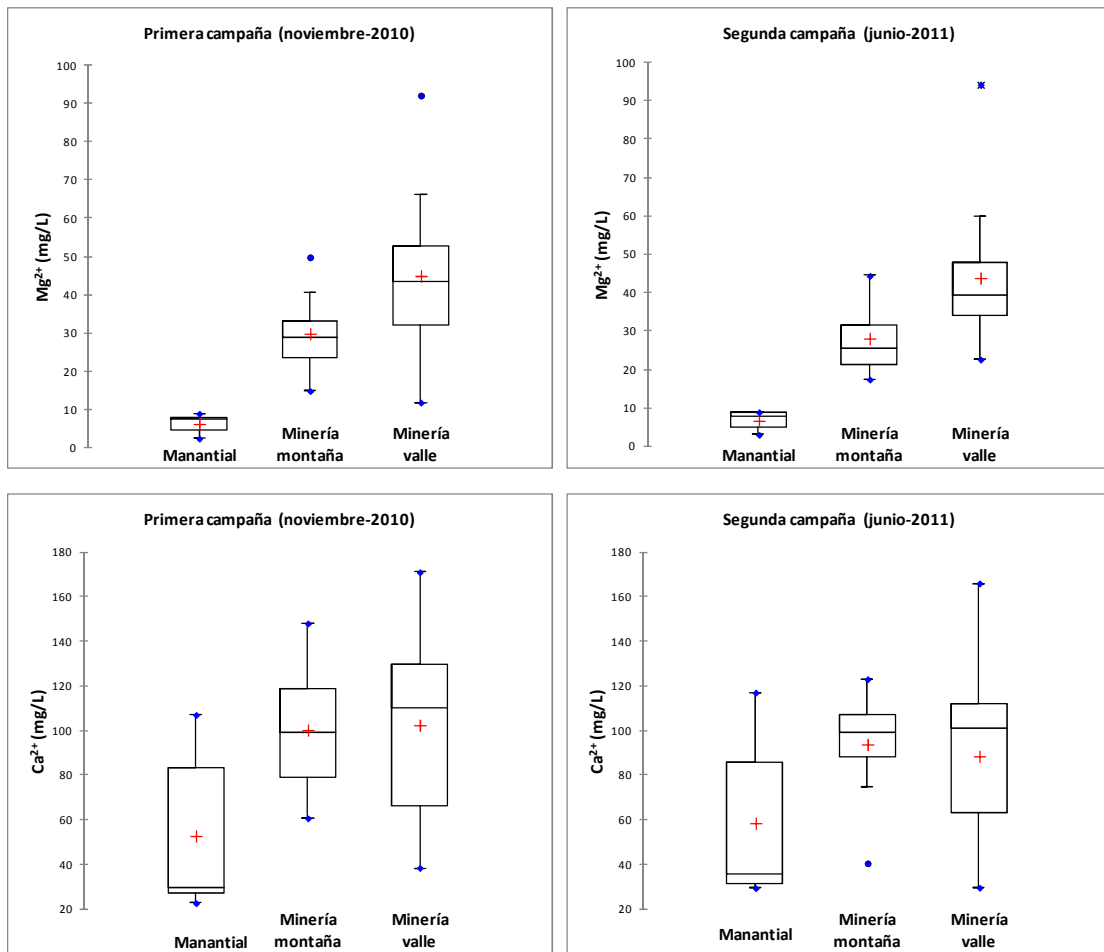 Primera campaña (noviembre-2010)
Mg²⁺ (mg/L)
100
90
80
70
60
50
40
30
20
10
0
Manantial
Minería
montaña
Minería
valle
Segunda campaña (junio-2011)
Mg²⁺ (mg/L)
100
90
80
70
60
50
40
30
20
10
0
Manantial
Minería
montaña
Minería
valle
Primera campaña (noviembre-2010)
Ca²⁺ (mg/L)
180
160
140
120
100
80
60
40
20
Manantial
Minería
montaña
Minería
valle
Segunda campaña (junio-2011)
Ca²⁺ (mg/L)
180
160
140
120
100
80
60
40
20
Manantial
Minería
montaña
Minería
valle